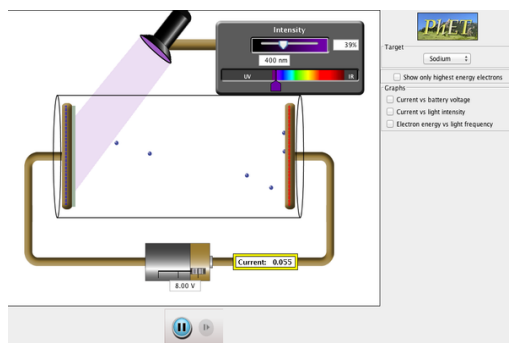 Intensity
39%
400 nm
UV
IR
Current: 0.055
8.00 V
PhET
Target
Sodium
Show only highest energy electrons
Graphs
Current vs battery voltage
Current vs light intensity
Electron energy vs light frequency